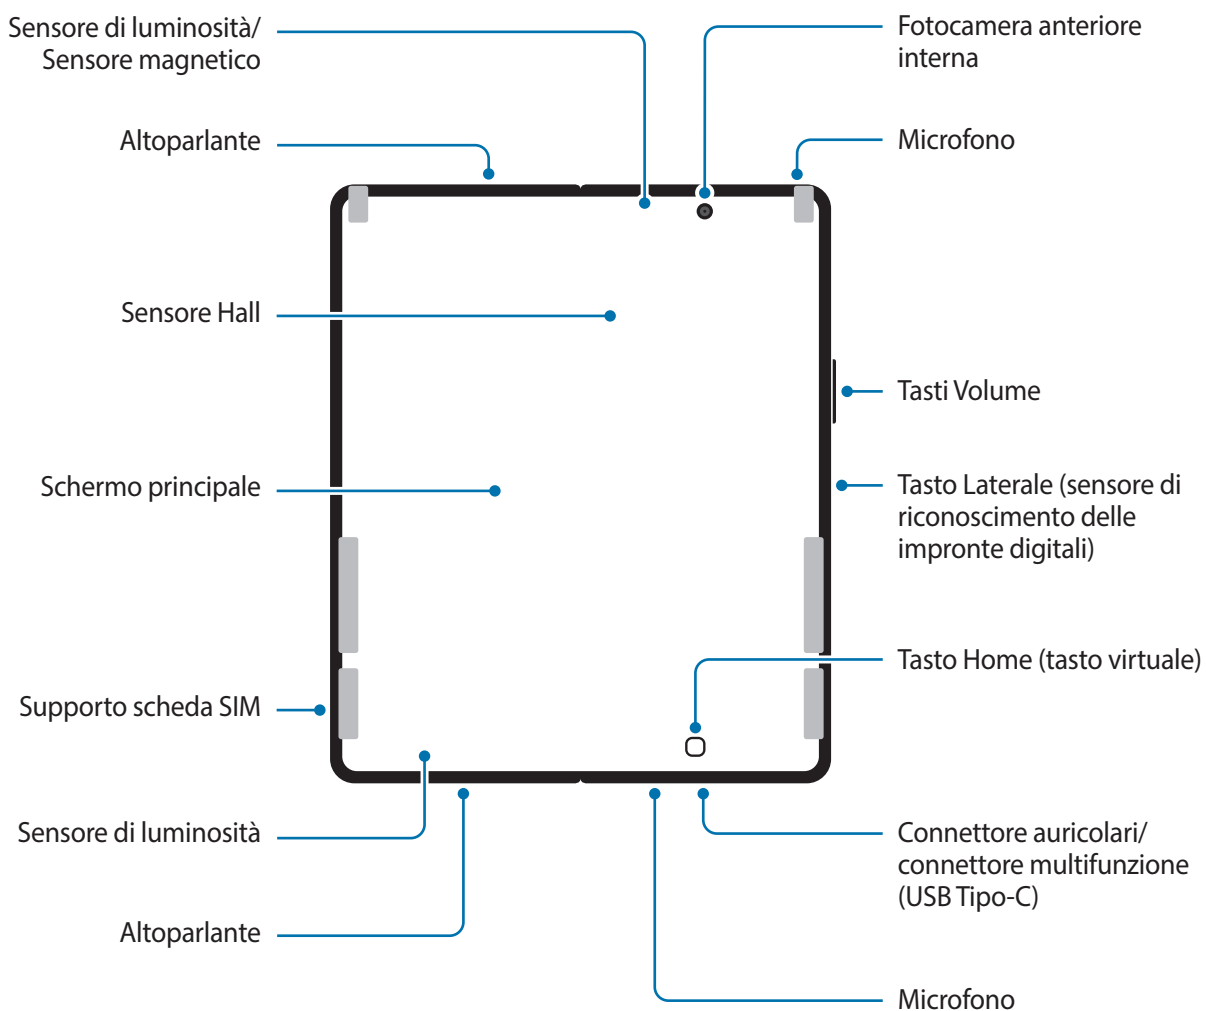 Sensore di luminosità/
Sensore magnetico
Altoparlante
Sensore Hall
Schermo principale
Supporto scheda SIM
Sensore di luminosità
Altoparlante
Fotocamera anteriore
interna
Microfono
Tasti Volume
Tasto Laterale (sensore di
riconoscimento delle
impronte digitali)
Tasto Home (tasto virtuale)
Connettore auricolari/
connettore multifunzione
(USB Tipo-C)
Microfono